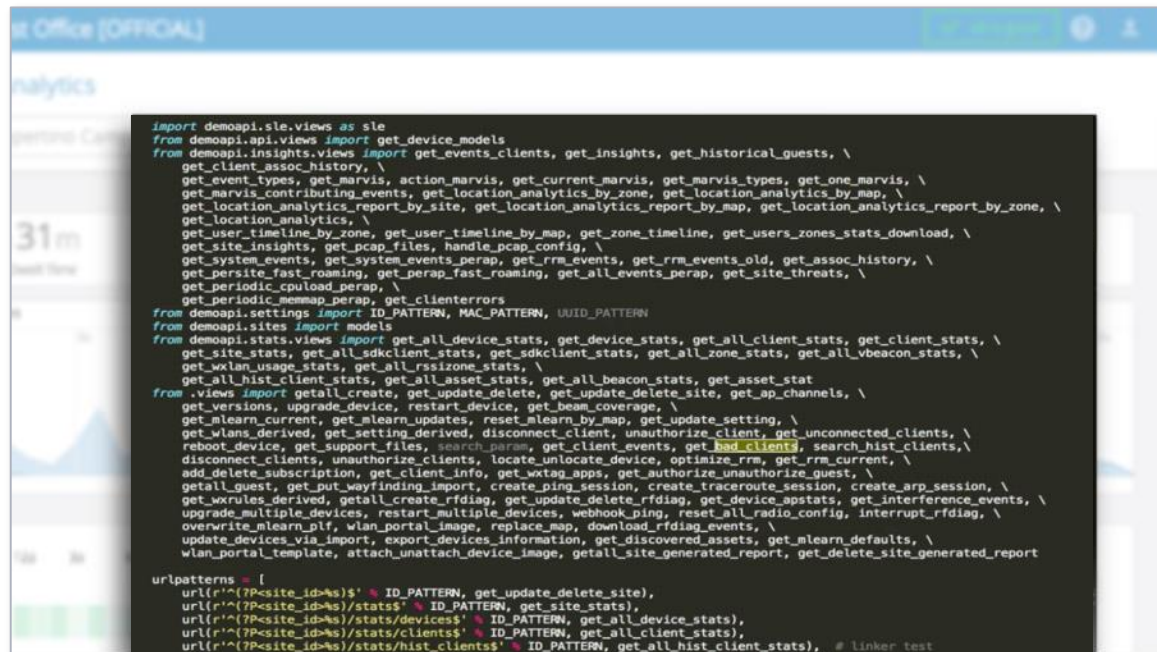 st Office [OFFICIAL]
nalytics
31m
import demoapi.sle.views as sle
from demoapi.api.views import get_device_models
from demoapi.insights.views import get_events_clients, get_insights, get_historical_guests, \
get_client_assoc_history, \
get_event_types, get_marvis, action_marvis, get_current_marvis, get_marvis_types, get_one_marvis, \
get_marvis_contributing_events, get_location_analytics_by_zone, get_location_analytics_by_map, \
get_location_analytics_report_by_site, get_location_analytics_report_by_map, get_location_analytics_report_by_zone, \
get_location_analytics, \
get_user_timeline_by_zone, get_user_timeline_by_map, get_zone_timeline, get_users_zones_stats_download, \
get_site_insights, get_pcap_files, handle_pcap_config, \
get_system_events, get_system_events_perap, get_rrm_events, get_rrm_events_old, get_assoc_history, \
get_persite_fast_roaming, get_perap_fast_roaming, get_all_events_perap, get_site_threats, \
get_periodic_cpuload_perap, \
get_periodic_memmap_perap, get_clienterrors
from demoapi.settings import ID_PATTERN, MAC_PATTERN, UUID_PATTERN
from demoapi.sites import models
from demoapi.stats.views import get_all_device_stats, get_device_stats, get_all_client_stats, get_client_stats, \
get_site_stats, get_all_sdkclient_stats, get_sdkclient_stats, get_all_zone_stats, get_all_vbeacon_stats, \
get_wxlan_usage_stats, get_all_rssizone_stats, \
get_all_hist_client_stats, get_all_asset_stats, get_all_beacon_stats, get_asset_stat
from .views import getall_create, get_update_delete, get_update_delete_site, get_ap_channels, \
get_versions, upgrade_device, restart_device, get_beam_coverage, \
get_mlearn_current, get_mlearn_updates, reset_mlearn_by_map, get_update_setting, \
get_wlans_derived, get_setting_derived, disconnect_client, unauthorize_client, get_unconnected_clients, \
reboot_device, get_support_files, search_param, get_client_events, get_bad_clients, search_hist_clients,\
disconnect_clients, unauthorize_clients, locate_unlocate_device, optimize_rrm, get_rrm_current, \
add_delete_subscription, get_client_info, get_wxtag_apps, get_authorize_unauthorize_guest, \
getall_guest, get_put_wayfinding_import, create_ping_session, create_traceroute_session, create_arp_session, \
get_wxrules_derived, getall_create_rfdiag, get_update_delete_rfdiag, get_device_apstats, get_interference_events, \
upgrade_multiple_devices, restart_multiple_devices, webhook_ping, reset_all_radio_config, interrupt_rfdiag, \
overwrite_mlearn_plf, wlan_portal_image, replace_map, download_rfdiag_events, \
update_devices_via_import, export_devices_information, get_discovered_assets, get_mlearn_defaults, \
wlan_portal_template, attach_unattach_device_image, getall_site_generated_report, get_delete_site_generated_report
urlpatterns = [
url(r'^(?P<site_id>%s)$' % ID_PATTERN, get_update_delete_site),
url(r'^(?P<site_id>%s)/stats$' % ID_PATTERN, get_site_stats),
url(r'^(?P<site_id>%s)/stats/devices$' % ID_PATTERN, get_all_device_stats),
url(r'^(?P<site_id>%s)/stats/clients$' % ID_PATTERN, get_all_client_stats),
url(r'^(?P<site_id>%s)/stats/hist_clients$' % ID_PATTERN, get_all_hist_client_stats), # linker test